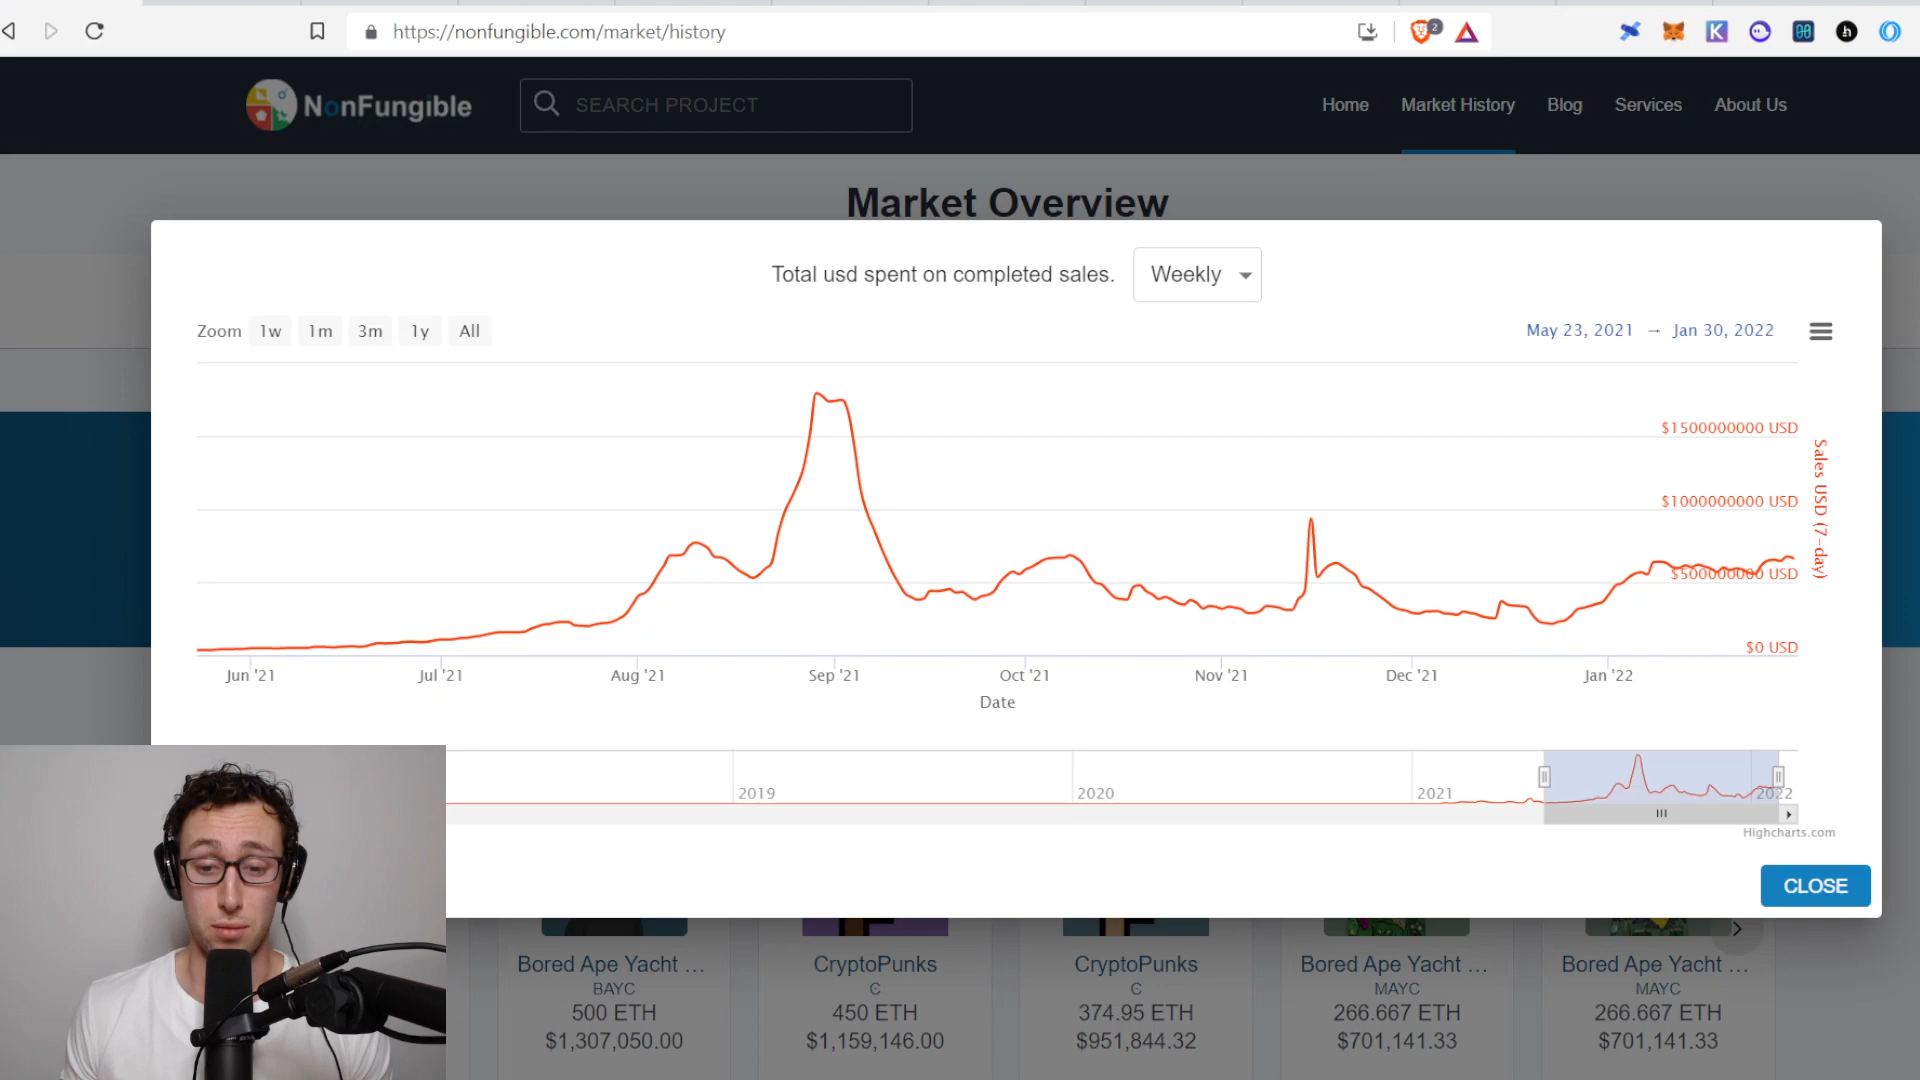 https://nonfungible.com/market/history
2
NonFungible
SEARCH PROJECT
Home
Market History
Blog
Services
About Us
Market Overview
Total usd spent on completed sales.
Weekly
Zoom 1w 1m 3m 1y All
May 23, 2021 → Jan 30, 2022
$1500000000 USD
$1000000000 USD
$500000000 USD
$0 USD
Sales USD (7-day)
Jun '21 Jul '21 Aug '21 Sep '21 Oct '21 Nov '21 Dec '21 Jan '22
Date
2019 2020 2021 2022
Highcharts.com
CLOSE
Bored Ape Yacht ...
BAYC
500 ETH
$1,307,050.00
CryptoPunks
Ͼ
450 ETH
$1,159,146.00
CryptoPunks
Ͼ
374.95 ETH
$951,844.32
Bored Ape Yacht ...
MAYC
266.667 ETH
$701,141.33
Bored Ape Yacht ...
MAYC
266.667 ETH
$701,141.33